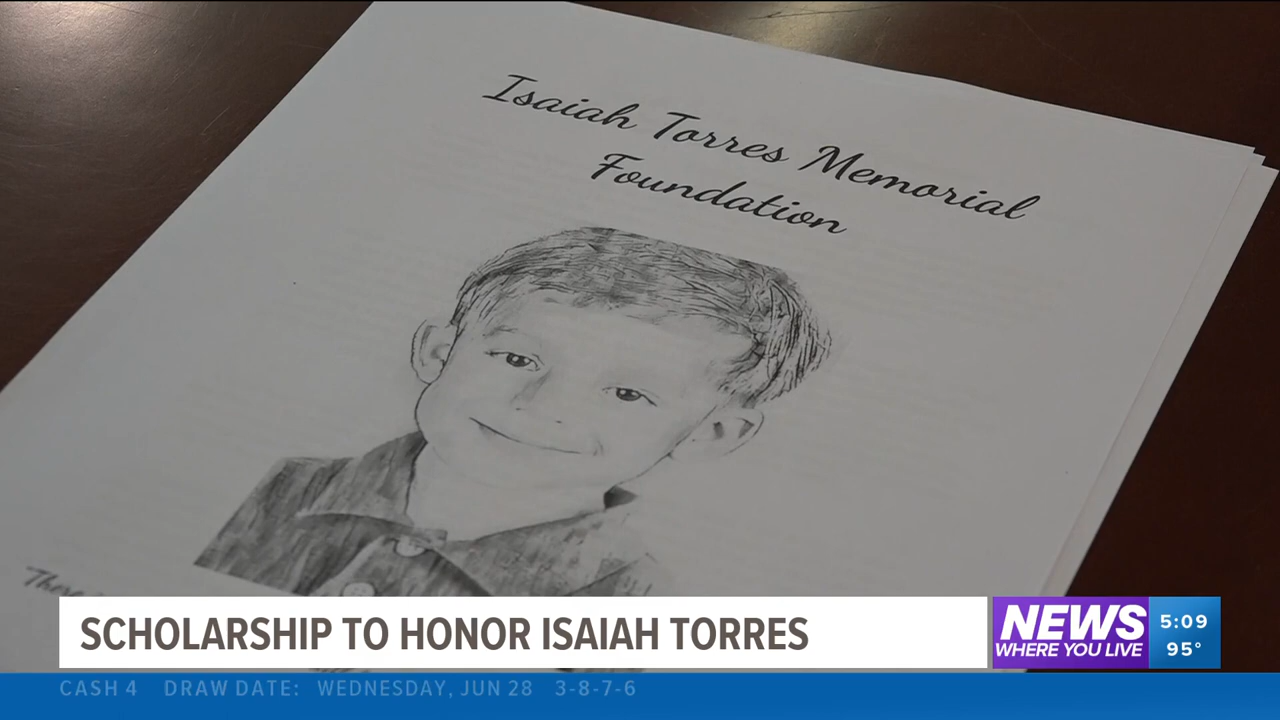 Isaiah Torres Memorial
Foundation
SCHOLARSHIP TO HONOR ISAIAH TORRES
NEWS
WHERE YOU LIVE
5:09
95°
CASH 4 DRAW DATE: WEDNESDAY, JUN 28 3-8-7-6